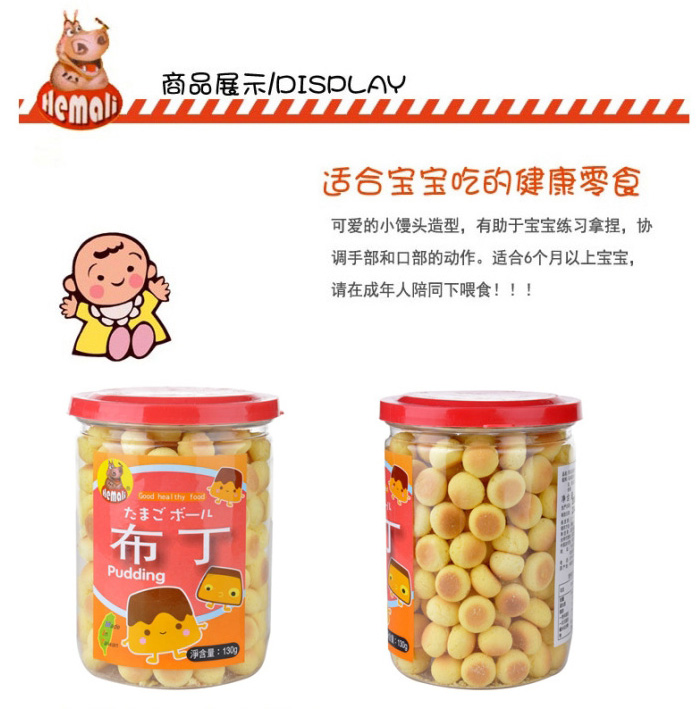 Hemali
商品展示/DISPLAY
适合宝宝吃的健康零食
可爱的小馒头造型，有助于宝宝练习拿捏，协
调手部和口部的动作。适合6个月以上宝宝，
请在成年人陪同下喂食！！！
Hemali
Good healthy food
たまごボール
布丁
Pudding
淨含量：130g
丁
130g